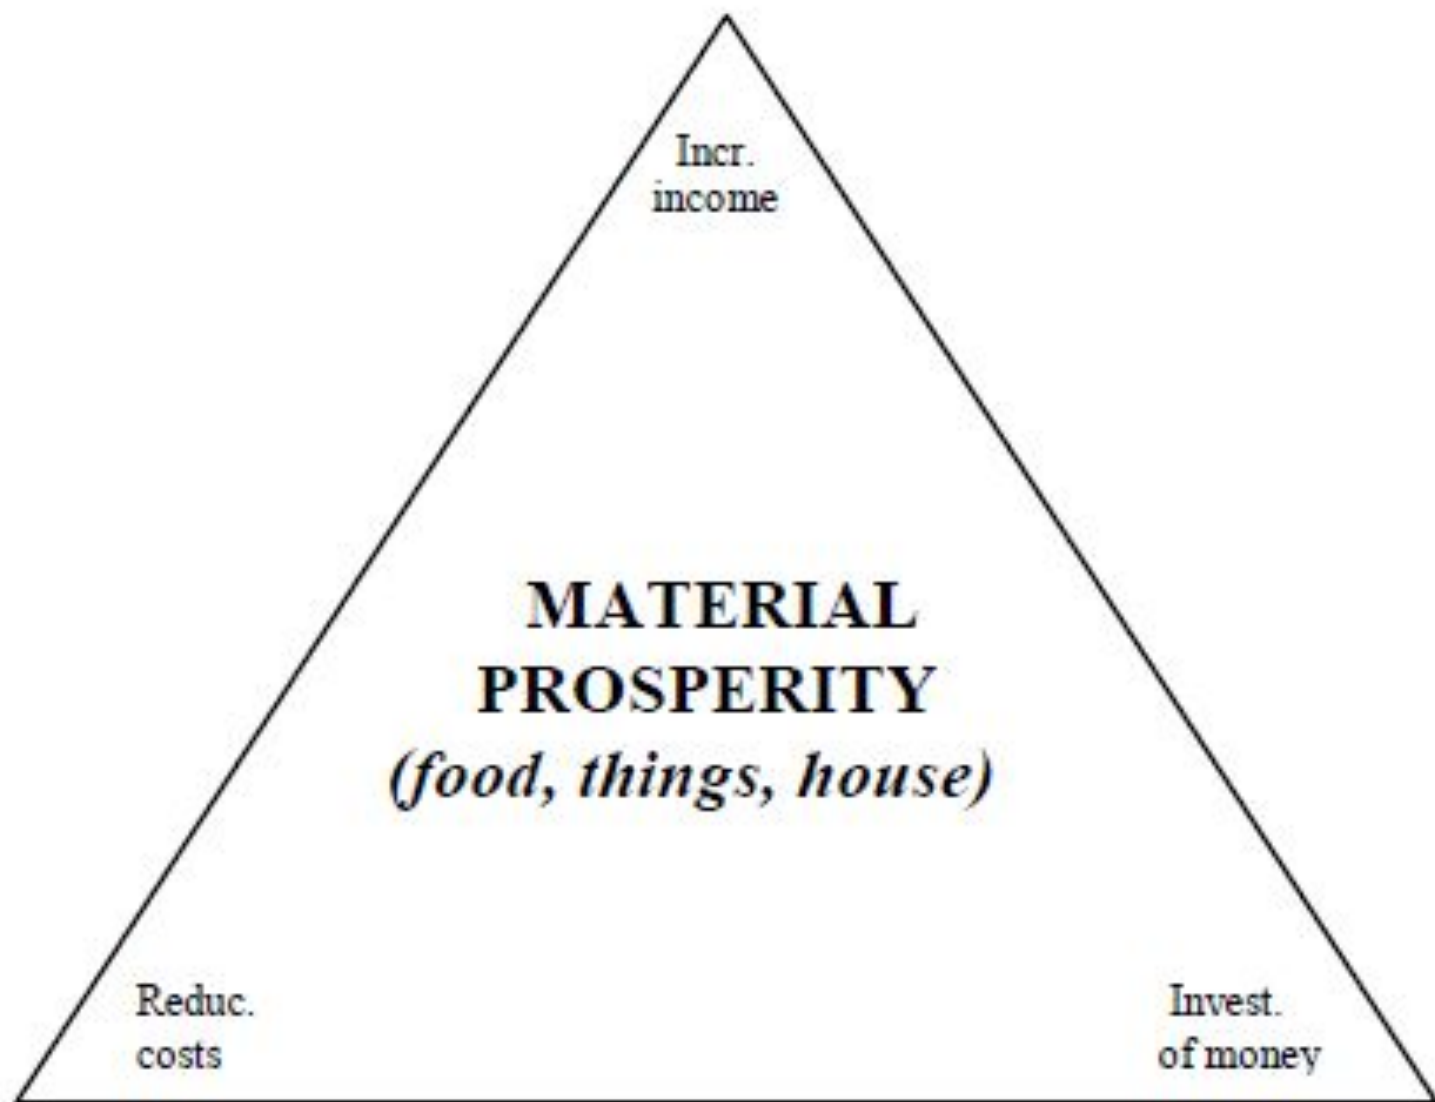 Incr.
income
MATERIAL
PROSPERITY
(food, things, house)
Reduc.
costs
Invest.
of money